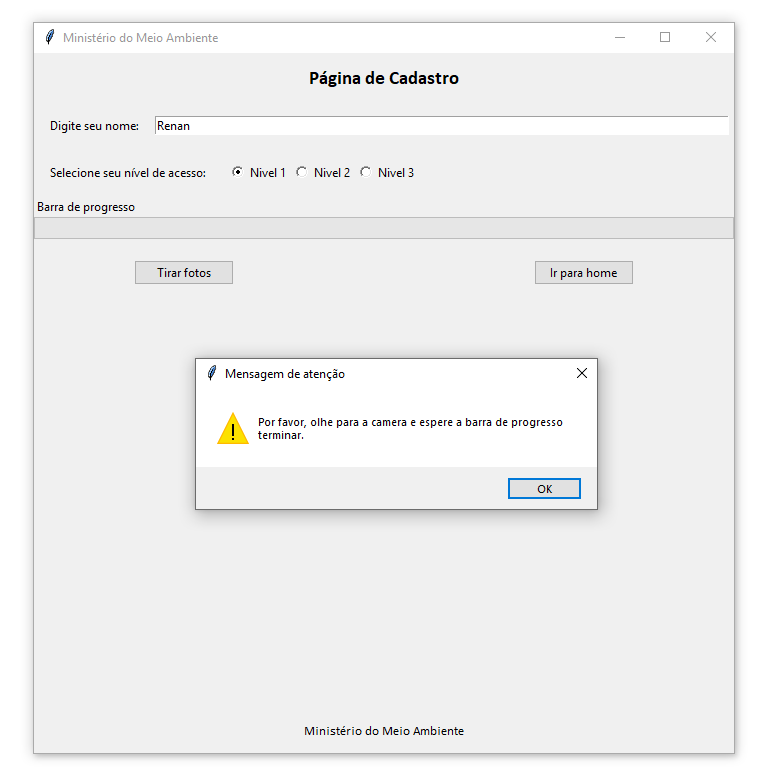 Ministério do Meio Ambiente
Página de Cadastro
Digite seu nome: Renan
Selecione seu nível de acesso: Nivel 1 Nivel 2 Nivel 3
Barra de progresso
Tirar fotos Ir para home
Mensagem de atenção
Por favor, olhe para a camera e espere a barra de progresso
terminar.
OK
Ministério do Meio Ambiente